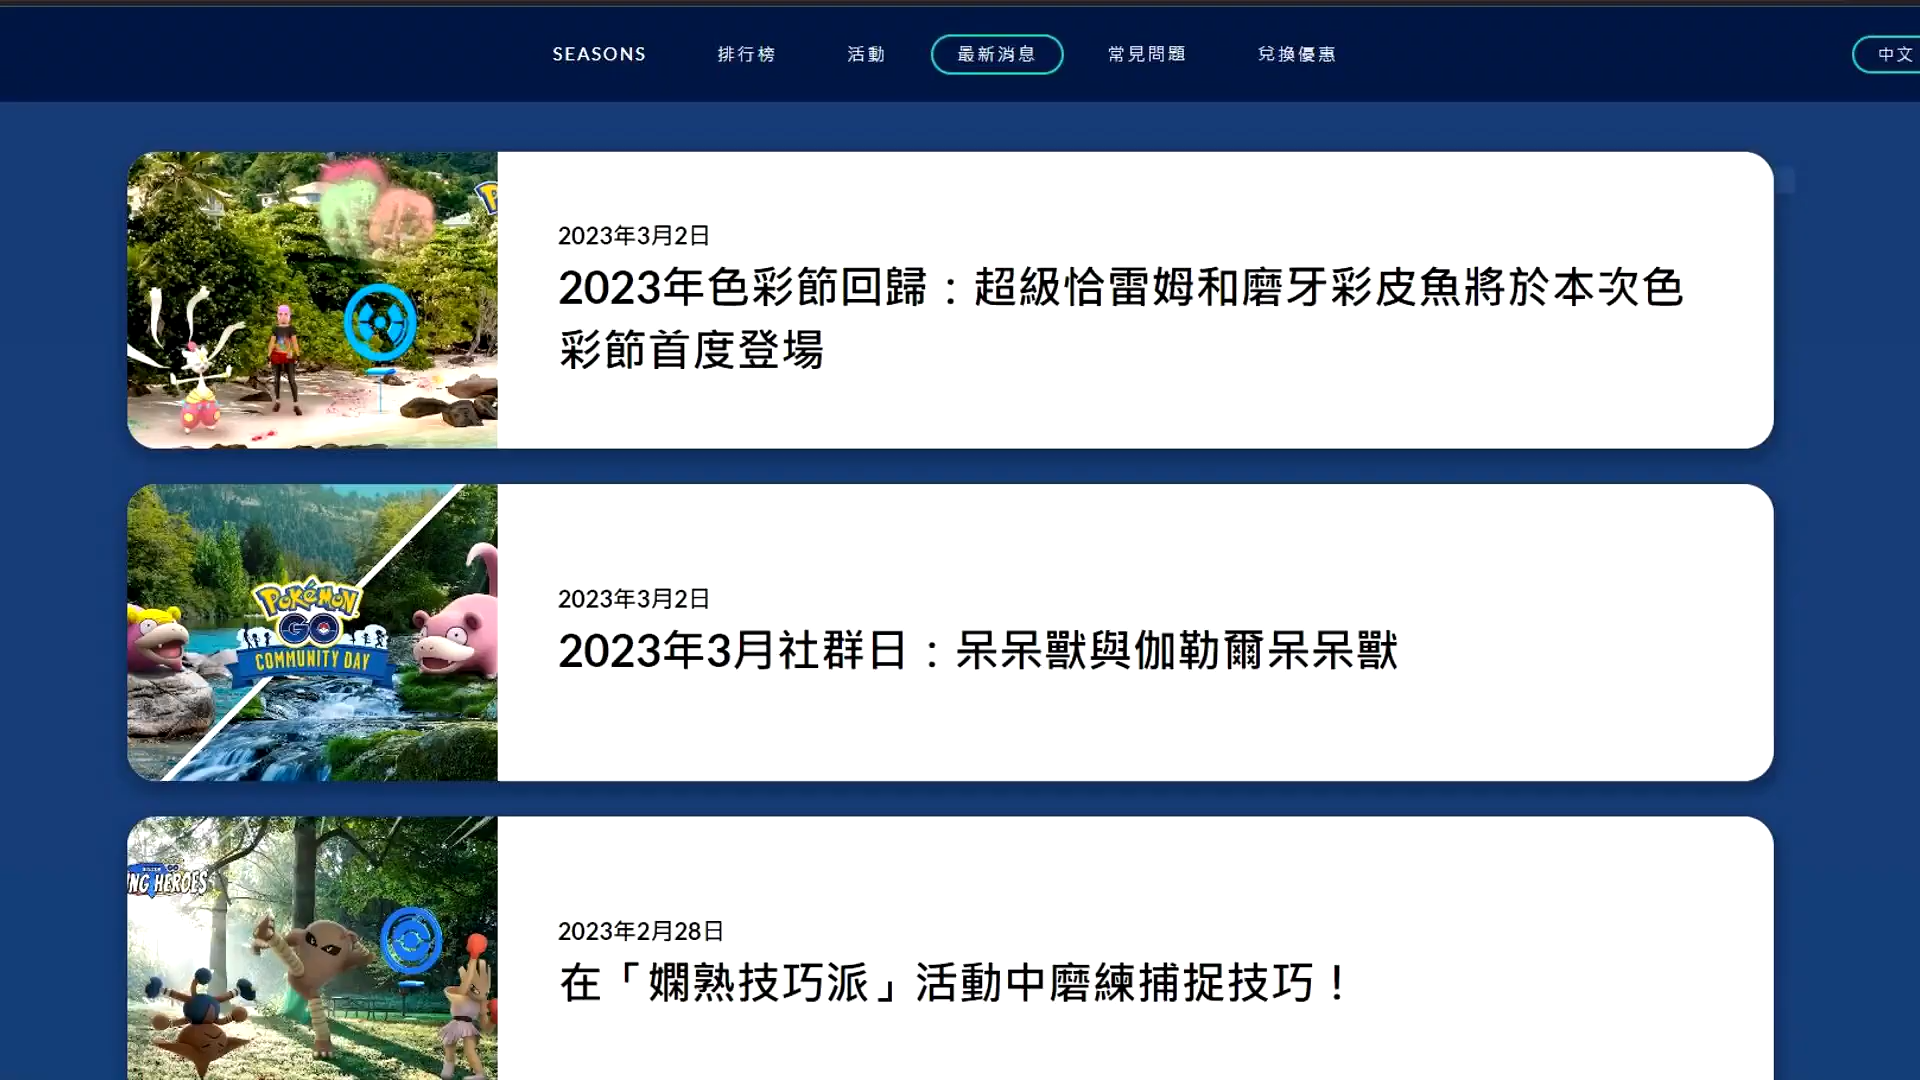 SEASONS 排行榜 活動 最新消息 常見問題 兌換優惠 中文
2023年3月2日
2023年色彩節回歸：超級恰雷姆和磨牙彩皮魚將於本次色
彩節首度登場
2023年3月2日
2023年3月社群日：呆呆獸與伽勒爾呆呆獸
Pokémon
GO
COMMUNITY DAY
2023年2月28日
在「嫻熟技巧派」活動中磨練捕捉技巧！
NG HEROES